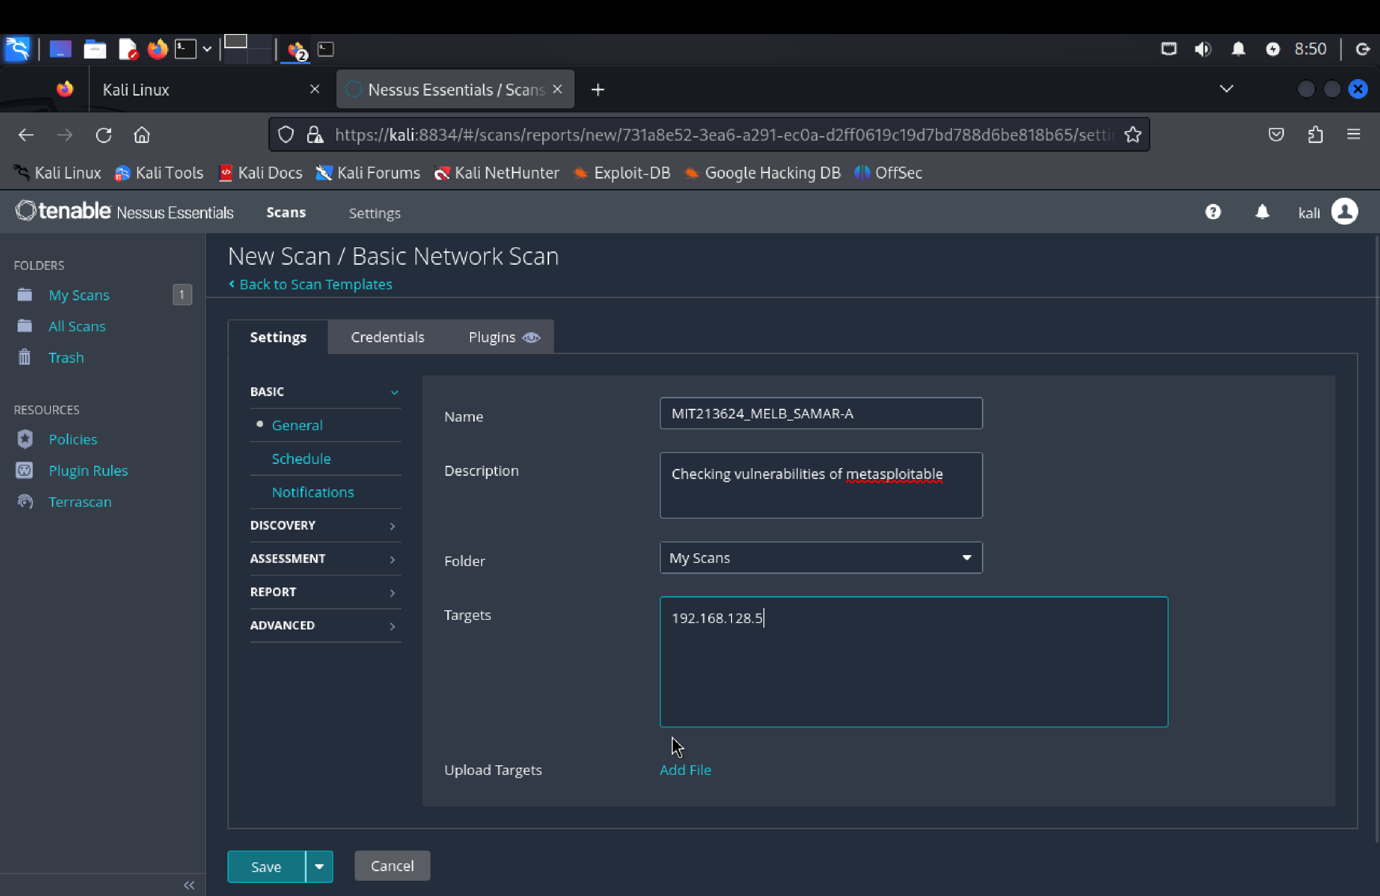 2
8:50
Kali Linux
Nessus Essentials / Scans
https://kali:8834/#/scans/reports/new/731a8e52-3ea6-a291-ec0a-d2ff0619c19d7bd788d6be818b65/setti
Kali Linux Kali Tools Kali Docs Kali Forums Kali NetHunter Exploit-DB Google Hacking DB OffSec
tenable Nessus Essentials Scans Settings kali
FOLDERS
My Scans 1
All Scans
Trash
RESOURCES
Policies
Plugin Rules
Terrascan
New Scan / Basic Network Scan
Back to Scan Templates
Settings Credentials Plugins
BASIC
General
Schedule
Notifications
DISCOVERY
ASSESSMENT
REPORT
ADVANCED
Name MIT213624_MELB_SAMAR-A
Description Checking vulnerabilities of metasploitable
Folder My Scans
Targets 192.168.128.5
Upload Targets Add File
Save Cancel